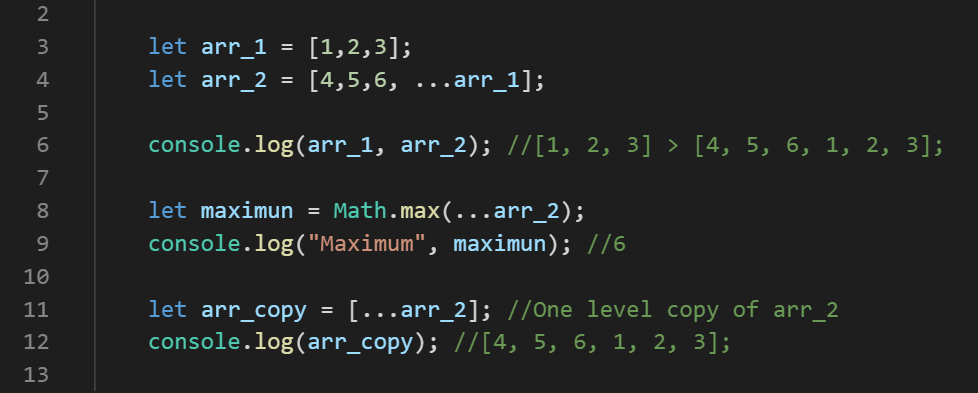 2
3 let arr_1 = [1,2,3];
4 let arr_2 = [4,5,6, ...arr_1];
5
6 console.log(arr_1, arr_2); //[1, 2, 3] > [4, 5, 6, 1, 2, 3];
7
8 let maximun = Math.max(...arr_2);
9 console.log("Maximum", maximun); //6
10
11 let arr_copy = [...arr_2]; //One level copy of arr_2
12 console.log(arr_copy); //[4, 5, 6, 1, 2, 3];
13